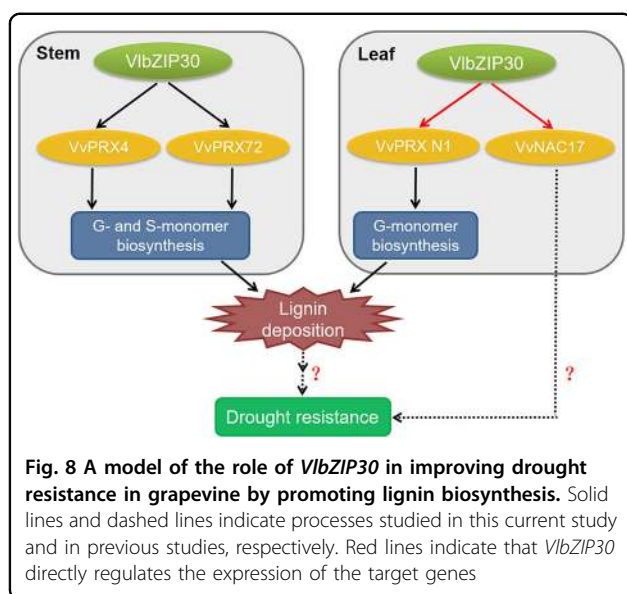 Stem
Leaf
VlbZIP30
VlbZIP30
VvPRX4
VvPRX72
VvPRX N1
VvNAC17
G- and S-monomer
biosynthesis
G-monomer
biosynthesis
Lignin
deposition
?
?
Drought resistance
Fig. 8 A model of the role of VlbZIP30 in improving drought
resistance in grapevine by promoting lignin biosynthesis. Solid
lines and dashed lines indicate processes studied in this current study
and in previous studies, respectively. Red lines indicate that VlbZIP30
directly regulates the expression of the target genes